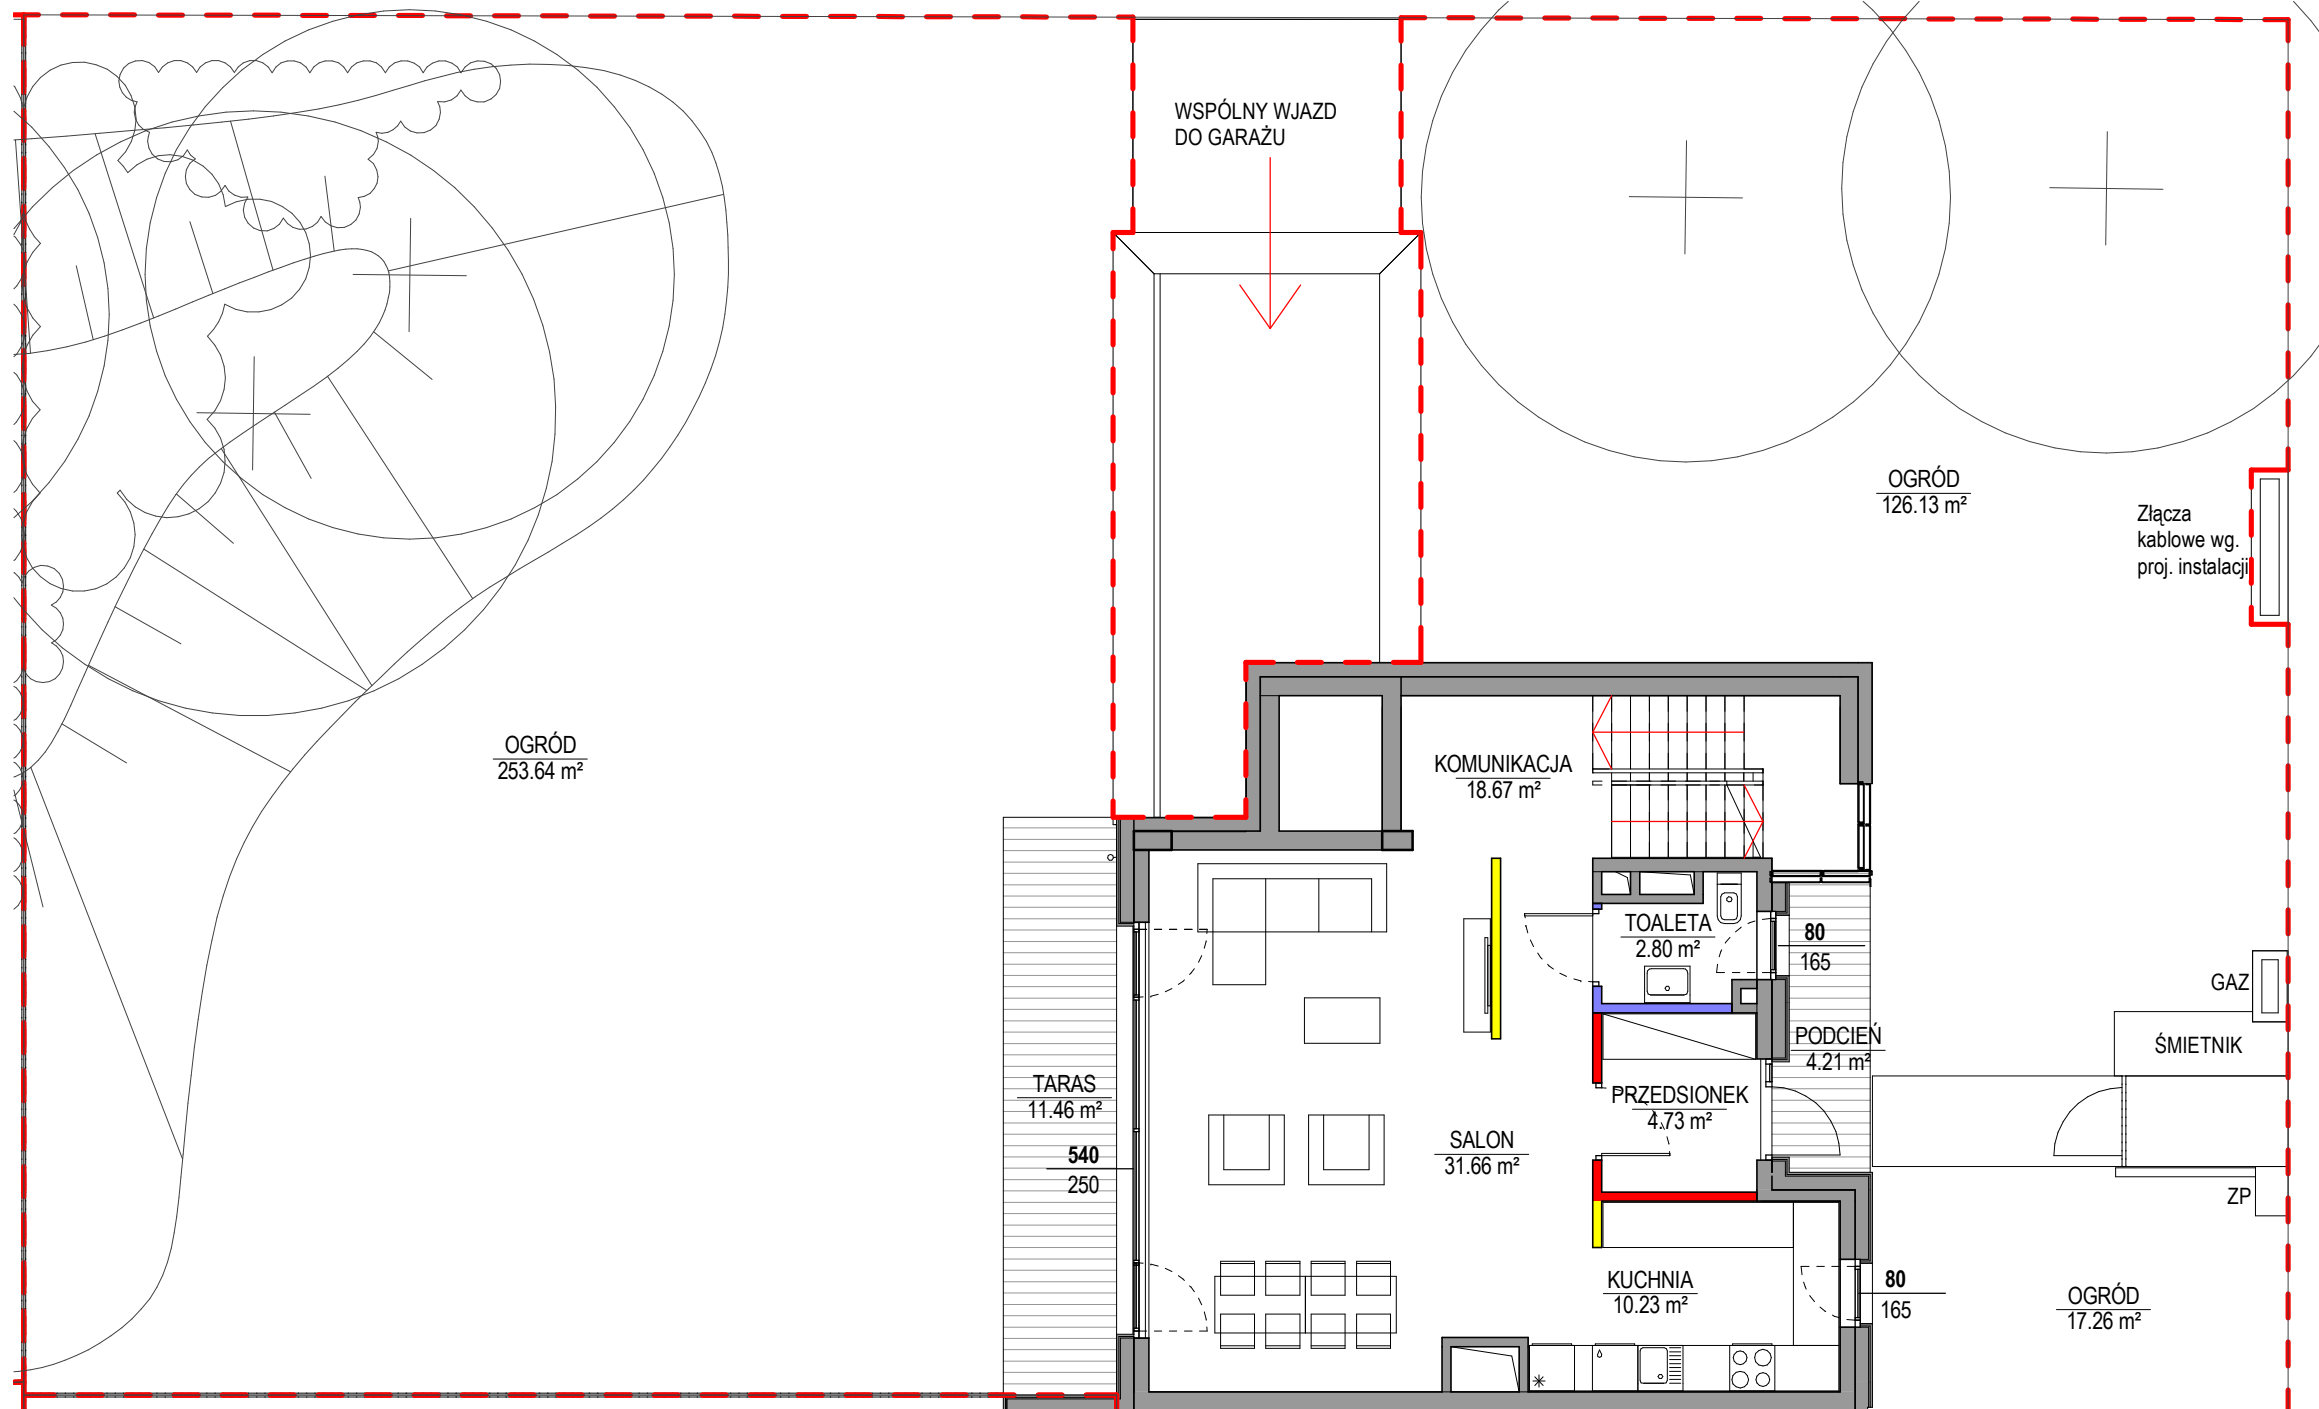 WSPÓLNY WJAZD
DO GARAŻU
OGRÓD
126.13 m²
Złącza
kablowe wg.
proj. instalacji
OGRÓD
253.64 m²
KOMUNIKACJA
18.67 m²
TOALETA
2.80 m²
80
165
GAZ
ŚMIETNIK
PODCIEŃ
4.21 m²
TARAS
11.46 m²
PRZEDSIONEK
4.73 m²
SALON
31.66 m²
540
250
ZP
KUCHNIA
10.23 m²
80
165
OGRÓD
17.26 m²